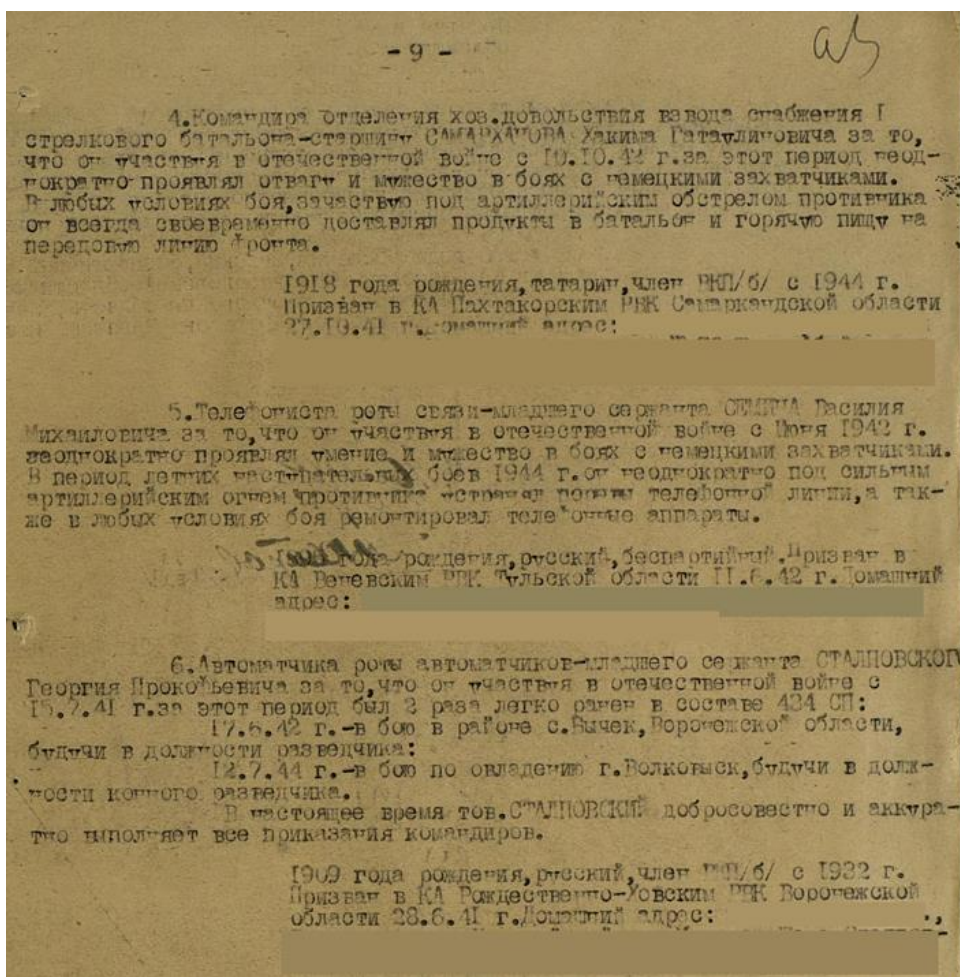 - 9 -
4.Командира отделения хоз.довольствия взвода снабжения I
стрелкового батальона-старшину САМАРХАНОВА Хакима Гатаулиновича за то,
что он участвуя в отечественной войне с 19.10.42 г.за этот период неод-
нократно проявлял отвагу и мужество в боях с немецкими захватчиками.
В любых условиях боя,зачастую под артиллерийским обстрелом противника
он всегда своевременно доставлял продукты в батальон и горячую пищу на
передовую линию фронта.
1918 года рождения,татарин,член ВКП/б/ с 1944 г.
Призван в КА Пахтакорским РВК Самаркандской области
27.10.41 г.Домашний адрес:
5.Телефониста роты связи-младшего сержанта Василия
Михайловича за то,что он участвуя в отечественной войне с Июня 1942 г.
неоднократно проявлял умение и мужество в боях с немецкими захватчиками.
В период летних наступательных боев 1944 г.он неоднократно под сильным
артиллерийским огнем противника устранял порывы телефонной линии,а так-
же в любых условиях боя ремонтировал телефонные аппараты.
года рождения,русский,беспартийный.Призван в
КА Веневским РВК Тульской области 11.6.42 г.Домашний
адрес:
6.Автоматчика роты автоматчиков-младшего сержанта СТАЛПОВСКОГО
Георгия Прокофьевича за то,что он участвуя в отечественной войне с
15.7.41 г.за этот период был 2 раза легко ранен в составе 434 СП:
17.6.42 г.-в бою в районе с.Бычек,Воронежской области,
будучи в должности разведчика:
12.7.44 г.-в бою по овладению г.Волковыск,будучи в долж-
ности конного разведчика.
В настоящее время тов.СТАЛПОВСКИЙ добросовестно и аккура-
тно выполняет все приказания командиров.
1909 года рождения,русский,член ВКП/б/ с 1932 г.
Призван в КА Рождественно-Ховским РВК Воронежской
области 28.6.41 г.Домашний адрес: